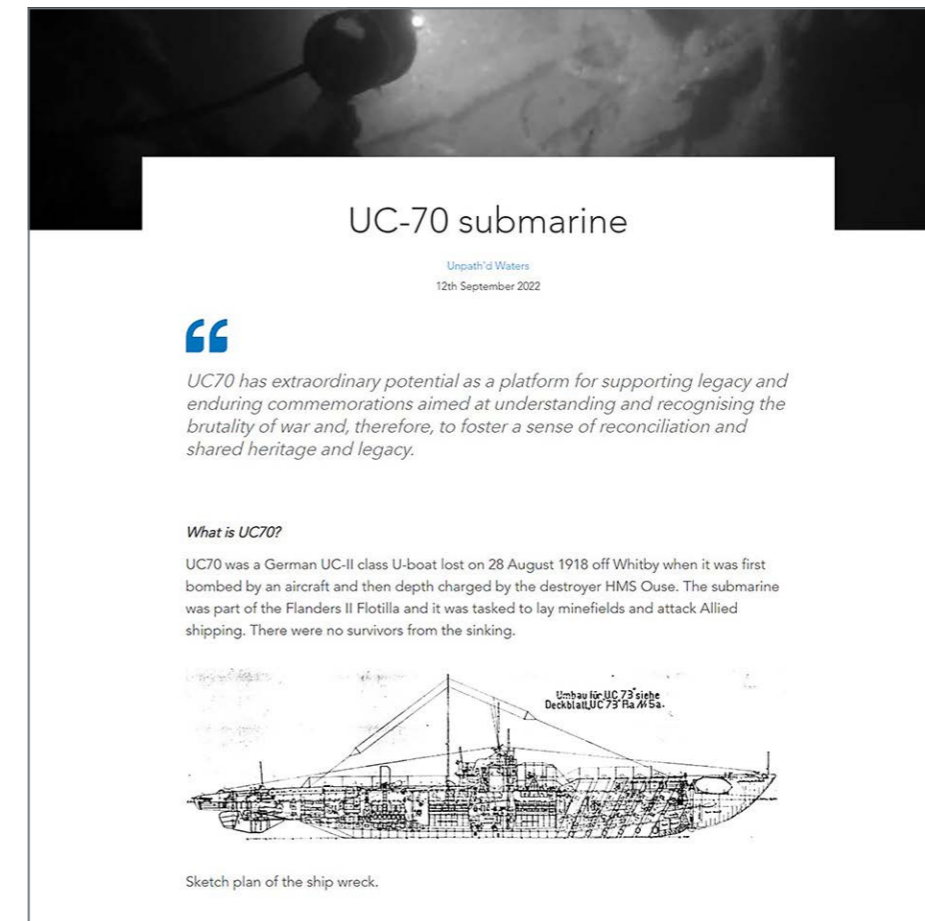 UC-70 submarine
Unpath'd Waters
12th September 2022
UC70 has extraordinary potential as a platform for supporting legacy and
enduring commemorations aimed at understanding and recognising the
brutality of war and, therefore, to foster a sense of reconciliation and
shared heritage and legacy.
What is UC70?
UC70 was a German UC-II class U-boat lost on 28 August 1918 off Whitby when it was first
bombed by an aircraft and then depth charged by the destroyer HMS Ouse. The submarine
was part of the Flanders II Flotilla and it was tasked to lay minefields and attack Allied
shipping. There were no survivors from the sinking.
Umbau für UC 73 siehe
Deckblatt UC 73
Sketch plan of the ship wreck.